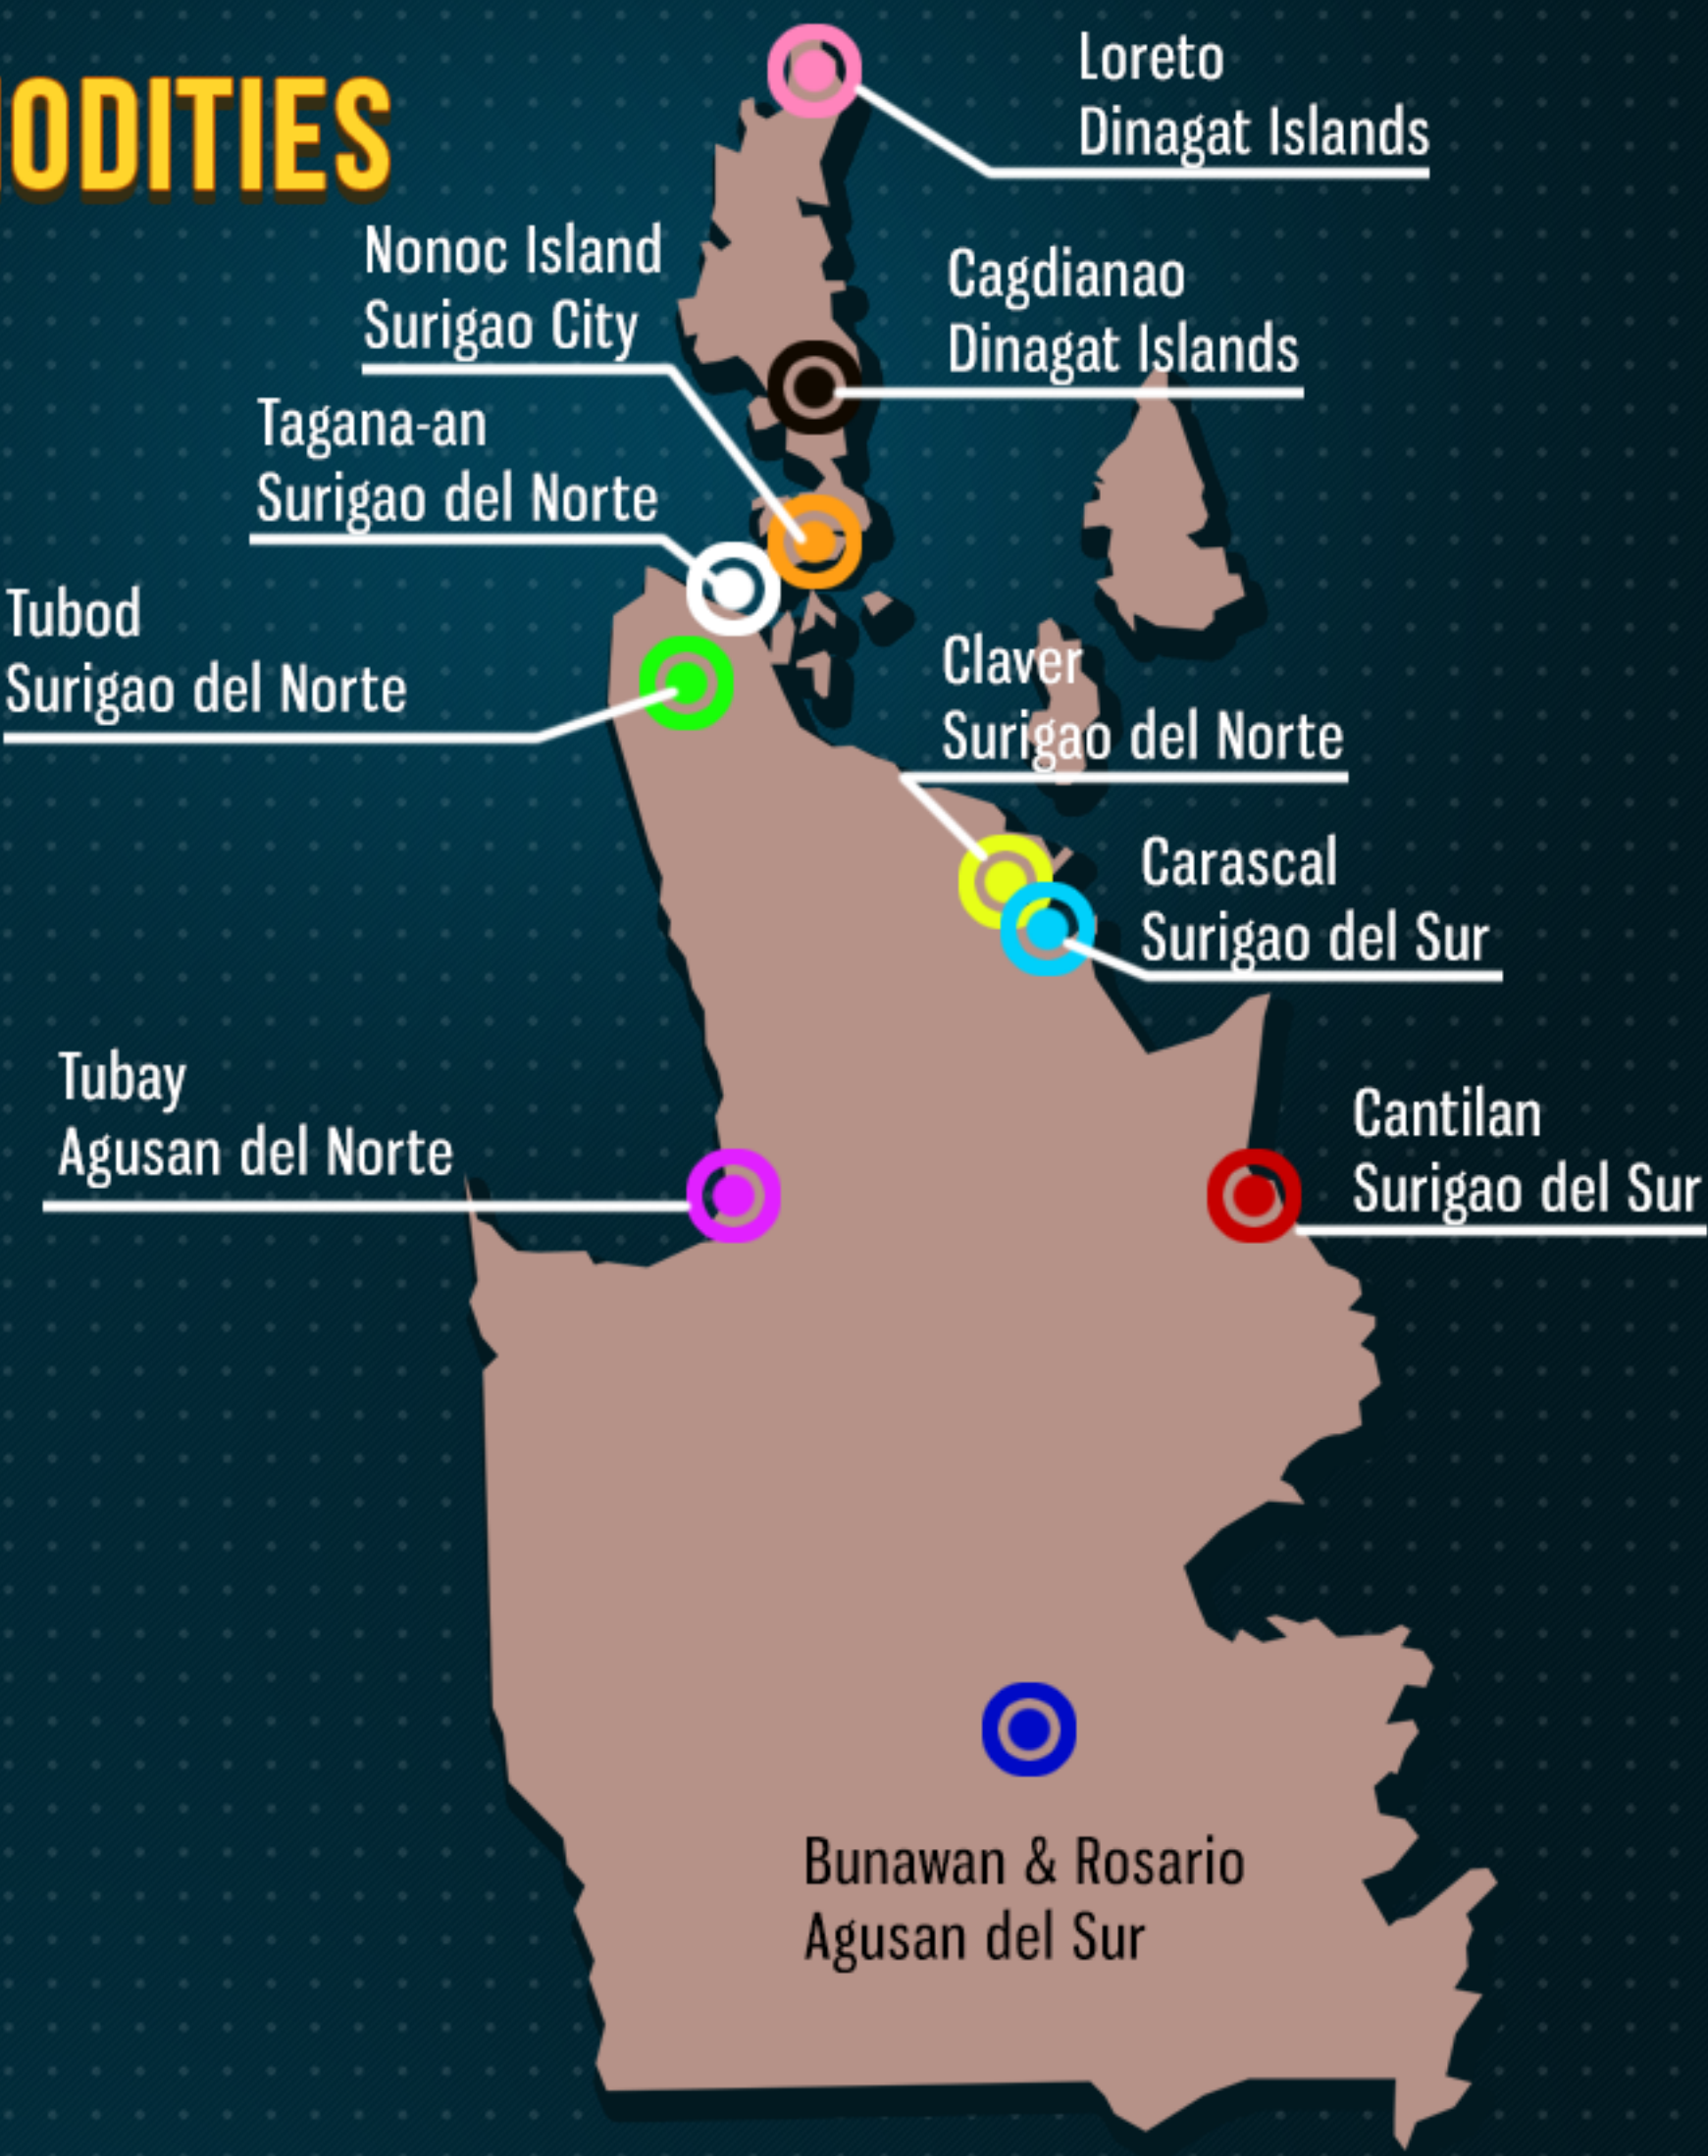 ODITIES
Loreto
Dinagat Islands
Nonoc Island
Surigao City
Cagdianao
Dinagat Islands
Tagana-an
Surigao del Norte
Tubod
Surigao del Norte
Claver
Surigao del Norte
Carascal
Surigao del Sur
Tubay
Agusan del Norte
Cantilan
Surigao del Sur
Bunawan & Rosario
Agusan del Sur